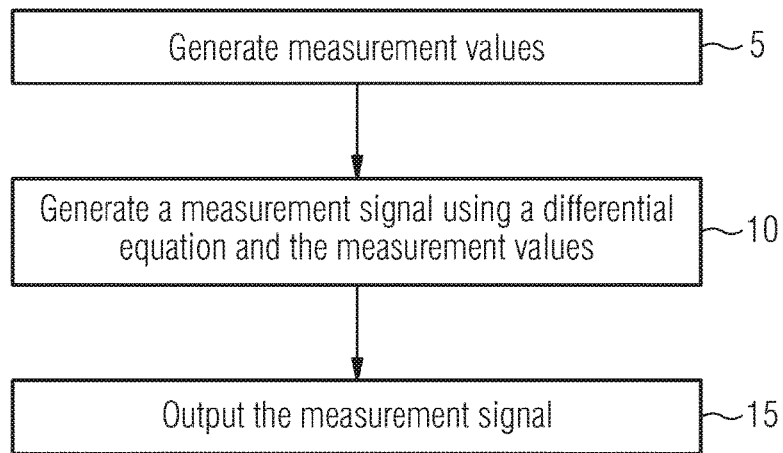 Generate measurement values
5
Generate a measurement signal using a differential
equation and the measurement values
10
Output the measurement signal
15